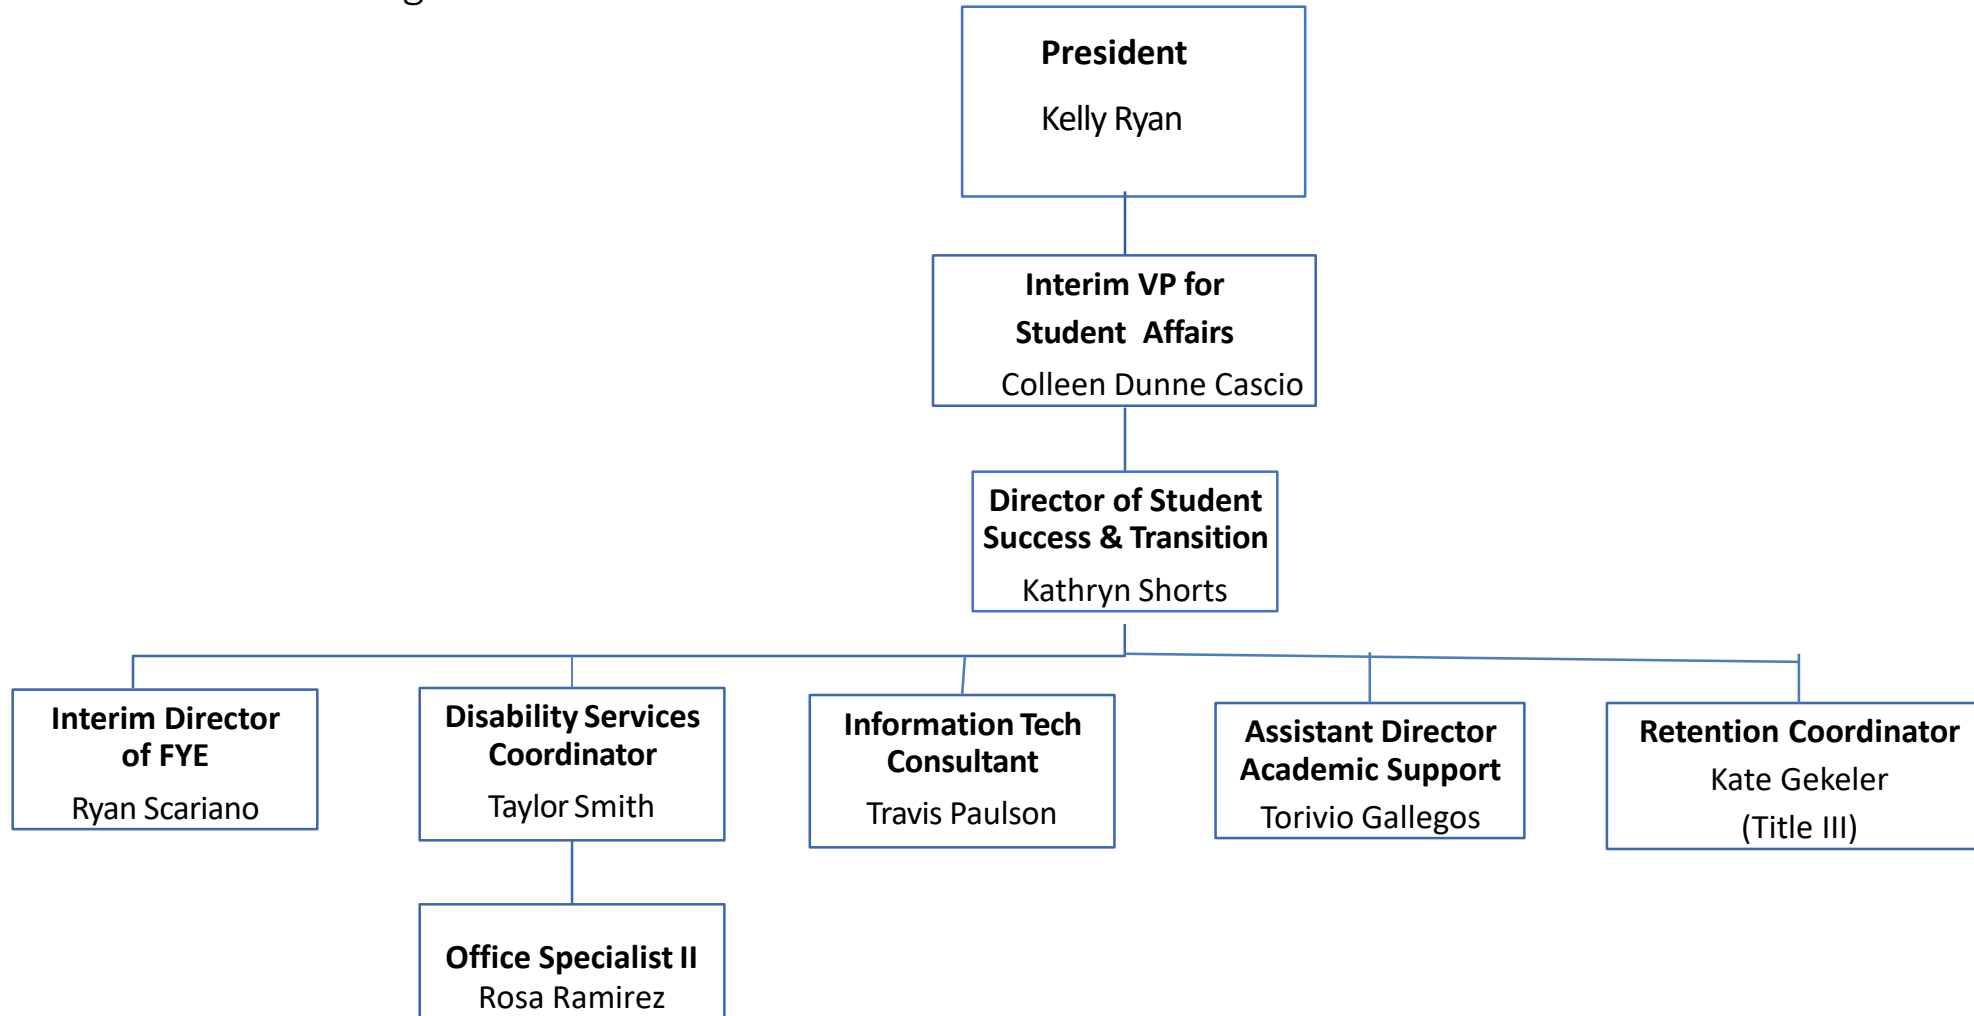 President
Kelly Ryan
Interim VP for
Student Affairs
Colleen Dunne Cascio
Director of Student
Success & Transition
Kathryn Shorts
Interim Director
of FYE
Ryan Scariano
Disability Services
Coordinator
Taylor Smith
Information Tech
Consultant
Travis Paulson
Assistant Director
Academic Support
Torivio Gallegos
Retention Coordinator
Kate Gekeler
(Title III)
Office Specialist II
Rosa Ramirez